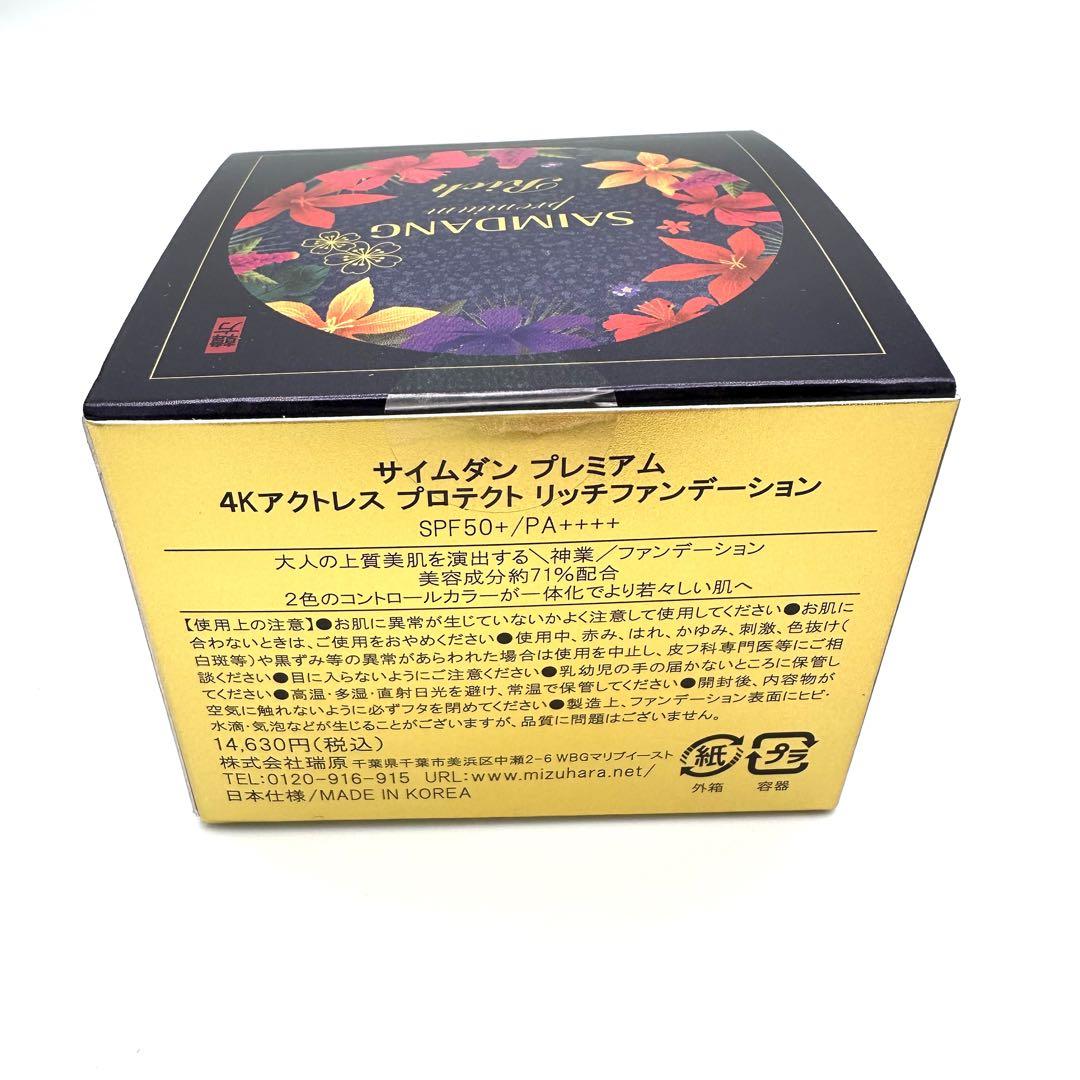 SAIMDANG
premium
Rich
韓方
サイムダン プレミアム
4Kアクトレス プロテクト リッチファンデーション
SPF50+/PA++++
大人の上質美肌を演出する＼神業／ファンデーション
美容成分約71%配合
2色のコントロールカラーが一体化でより若々しい肌へ
【使用上の注意】●お肌に異常が生じていないかよく注意して使用してください●お肌に
合わないときは、ご使用をおやめください●使用中、赤み、はれ、かゆみ、刺激、色抜け(
白斑等)や黒ずみ等の異常があらわれた場合は使用を中止し、皮フ科専門医等にご相
談ください●目に入らないようにご注意ください●乳幼児の手の届かないところに保管し
てください●高温・多湿・直射日光を避け、常温で保管してください●開封後、内容物が
空気に触れないように必ずフタを閉めてください●製造上、ファンデーション表面にヒビ・
水滴・気泡などが生じることがございますが、品質に問題はございません。
14,630円(税込)
株式会社瑞原 千葉県千葉市美浜区中瀬2-6 WBGマリブイースト
TEL:0120-916-915 URL:www.mizuhara.net/
日本仕様/MADE IN KOREA
紙
外箱
プラ
容器